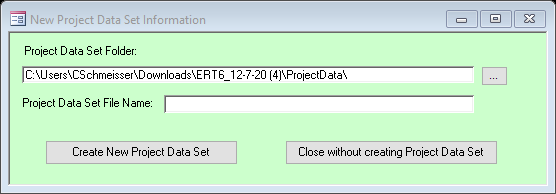 New Project Data Set Information
Project Data Set Folder:
C:\Users\CSchmeisser\Downloads\ERT6_12-7-20 (4)\ProjectData\
...
Project Data Set File Name:
Create New Project Data Set
Close without creating Project Data Set